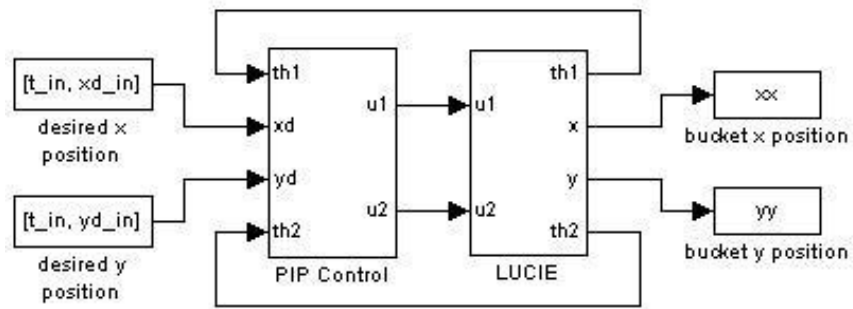 [t_in, xd_in]
desired x
position
[t_in, yd_in]
desired y
position
th1
xd
yd
th2
u1
u2
PIP Control
u1
u2
th1
x
y
th2
LUCIE
xx
bucket x position
yy
bucket y position